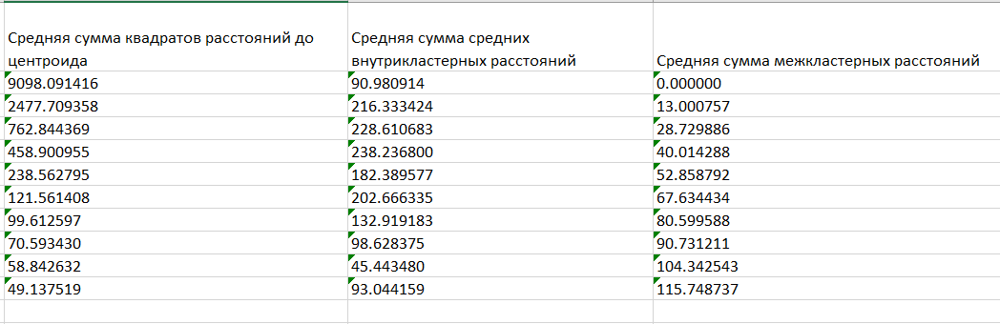 Средняя сумма квадратов расстояний до
центроида
Средняя сумма средних
внутрикластерных расстояний
Средняя сумма межкластерных расстояний
9098.091416 90.980914 0.000000
2477.709358 216.333424 13.000757
762.844369 228.610683 28.729886
458.900955 238.236800 40.014288
238.562795 182.389577 52.858792
121.561408 202.666335 67.634434
99.612597 132.919183 80.599588
70.593430 98.628375 90.731211
58.842632 45.443480 104.342543
49.137519 93.044159 115.748737